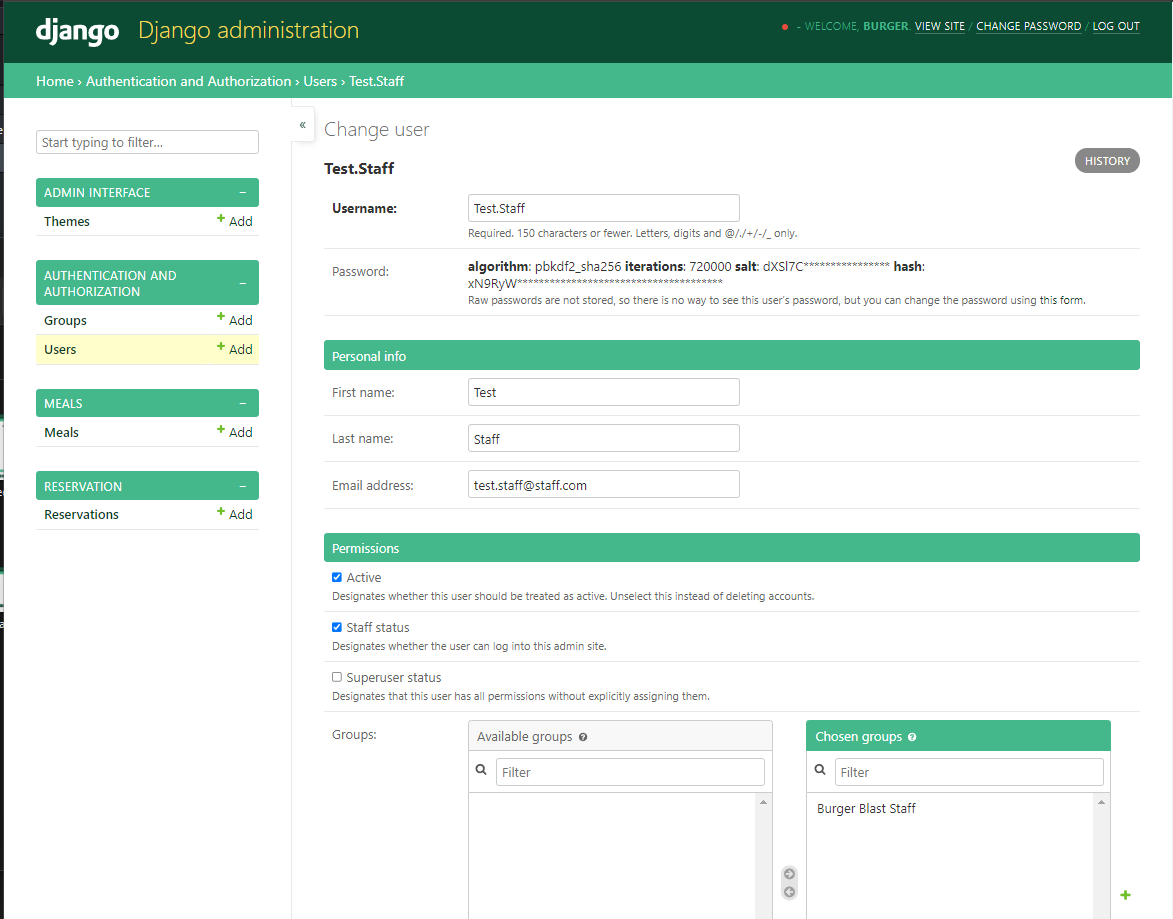 django Django administration
- WELCOME, BURGER. VIEW SITE / CHANGE PASSWORD / LOG OUT
Home › Authentication and Authorization › Users › Test.Staff
Start typing to filter...
ADMIN INTERFACE –
Themes + Add
AUTHENTICATION AND
AUTHORIZATION –
Groups + Add
Users + Add
MEALS –
Meals + Add
RESERVATION –
Reservations + Add
«
Change user
Test.Staff
HISTORY
Username: Test.Staff
Required. 150 characters or fewer. Letters, digits and @/./+/-/_ only.
Password: algorithm: pbkdf2_sha256 iterations: 720000 salt: dXSl7C**************** hash:
xN9RyW**************************************
Raw passwords are not stored, so there is no way to see this user's password, but you can change the password using this form.
Personal info
First name: Test
Last name: Staff
Email address: test.staff@staff.com
Permissions
Active
Designates whether this user should be treated as active. Unselect this instead of deleting accounts.
Staff status
Designates whether the user can log into this admin site.
Superuser status
Designates that this user has all permissions without explicitly assigning them.
Groups:
Available groups ?
Filter
Chosen groups ?
Filter
Burger Blast Staff
+